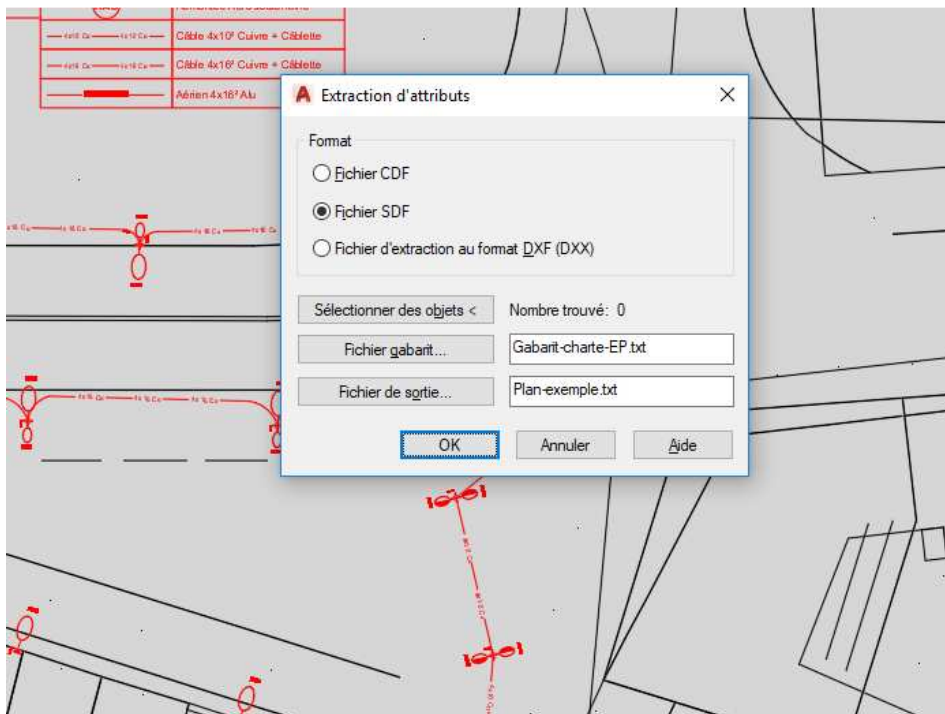 Câble 4x10² Cuivre + Câblette
Câble 4x16² Cuivre + Câblette
Aérien 4x16² Alu
Extraction d'attributs
Format
Fichier CDF
Fichier SDF
Fichier d'extraction au format DXF (DXX)
Sélectionner des objets <
Nombre trouvé: 0
Fichier gabarit...
Gabarit-charte-EP.txt
Fichier de sortie...
Plan-exemple.txt
OK
Annuler
Aide